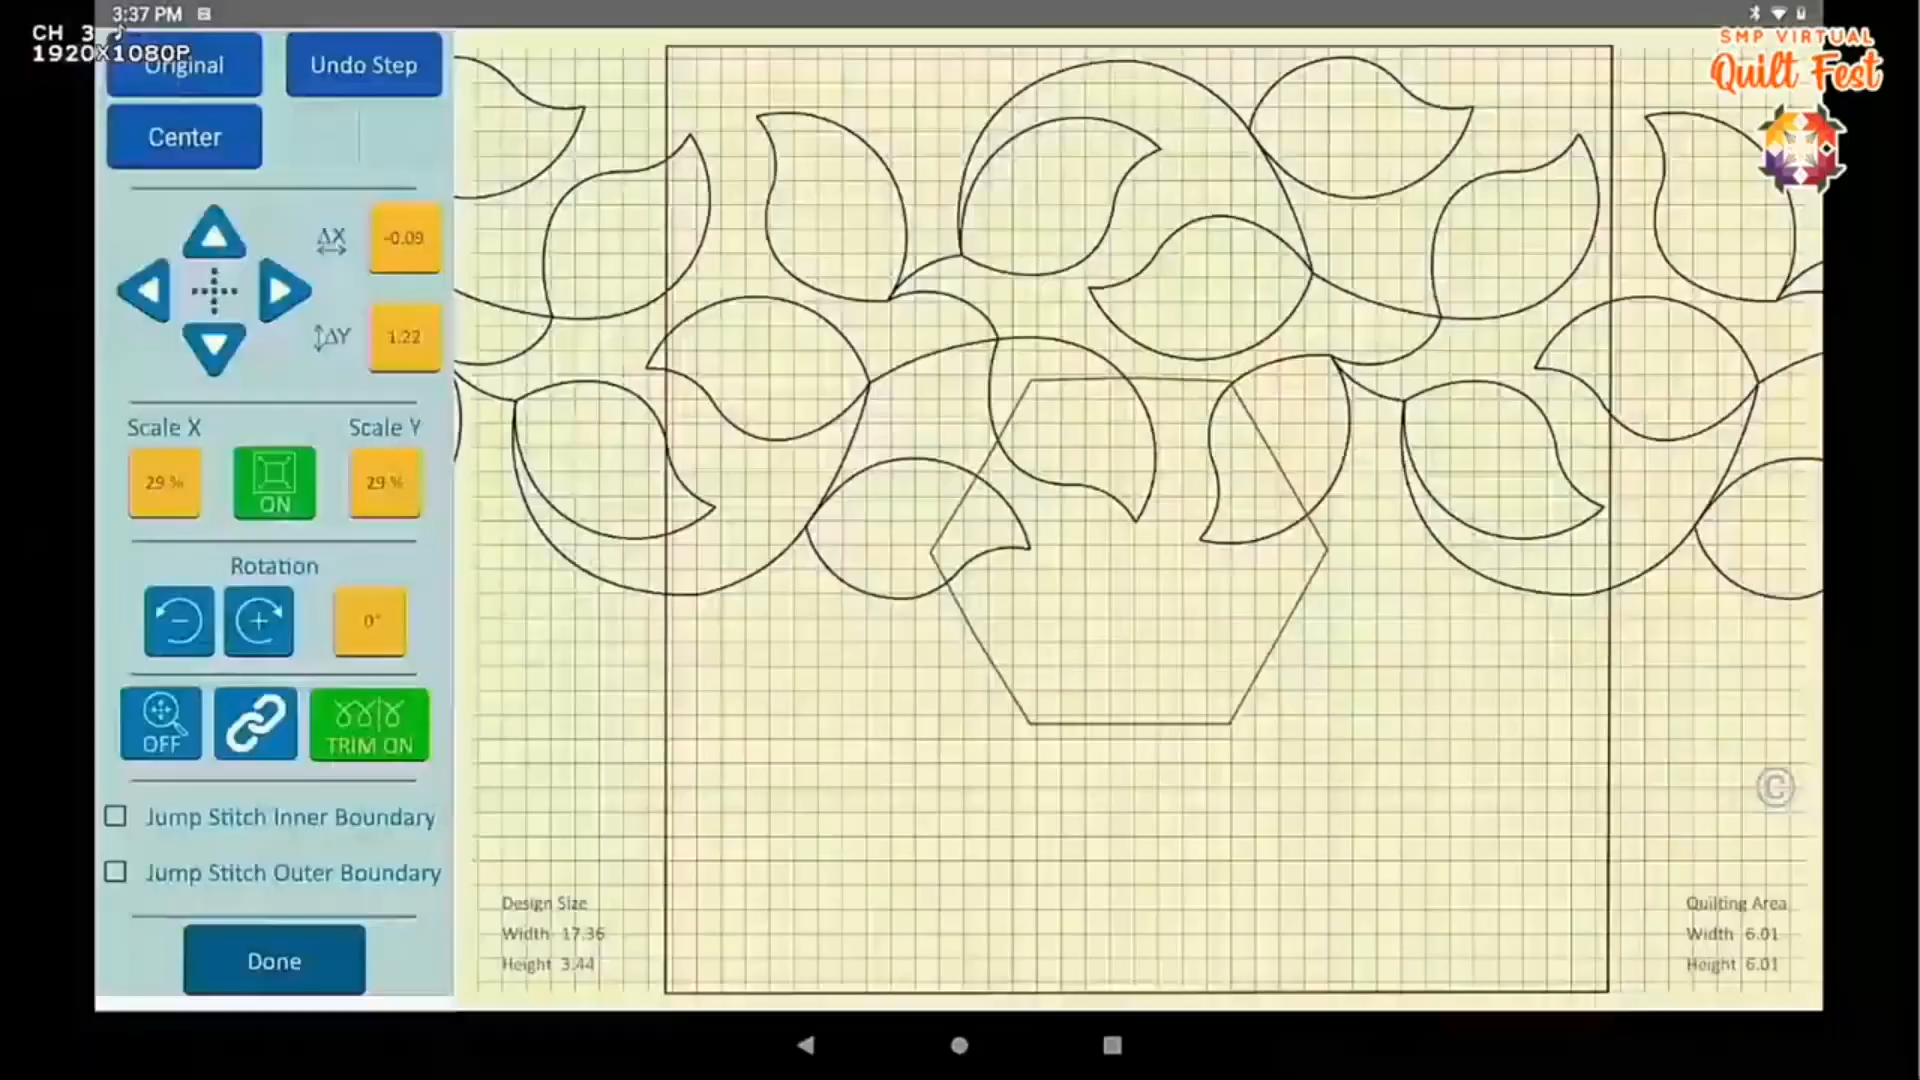 3:37 PM
CH 3
1920X1080P
SMP VIRTUAL
Quilt Fest
Original
Undo Step
Center
ΔX
-0.09
ΔY
1.22
Scale X
Scale Y
29 %
ON
29 %
Rotation
0°
OFF
TRIM ON
Jump Stitch Inner Boundary
Jump Stitch Outer Boundary
Done
Design Size
Width 17.36
Height 3.44
©
Quilting Area
Width 6.01
Height 6.01